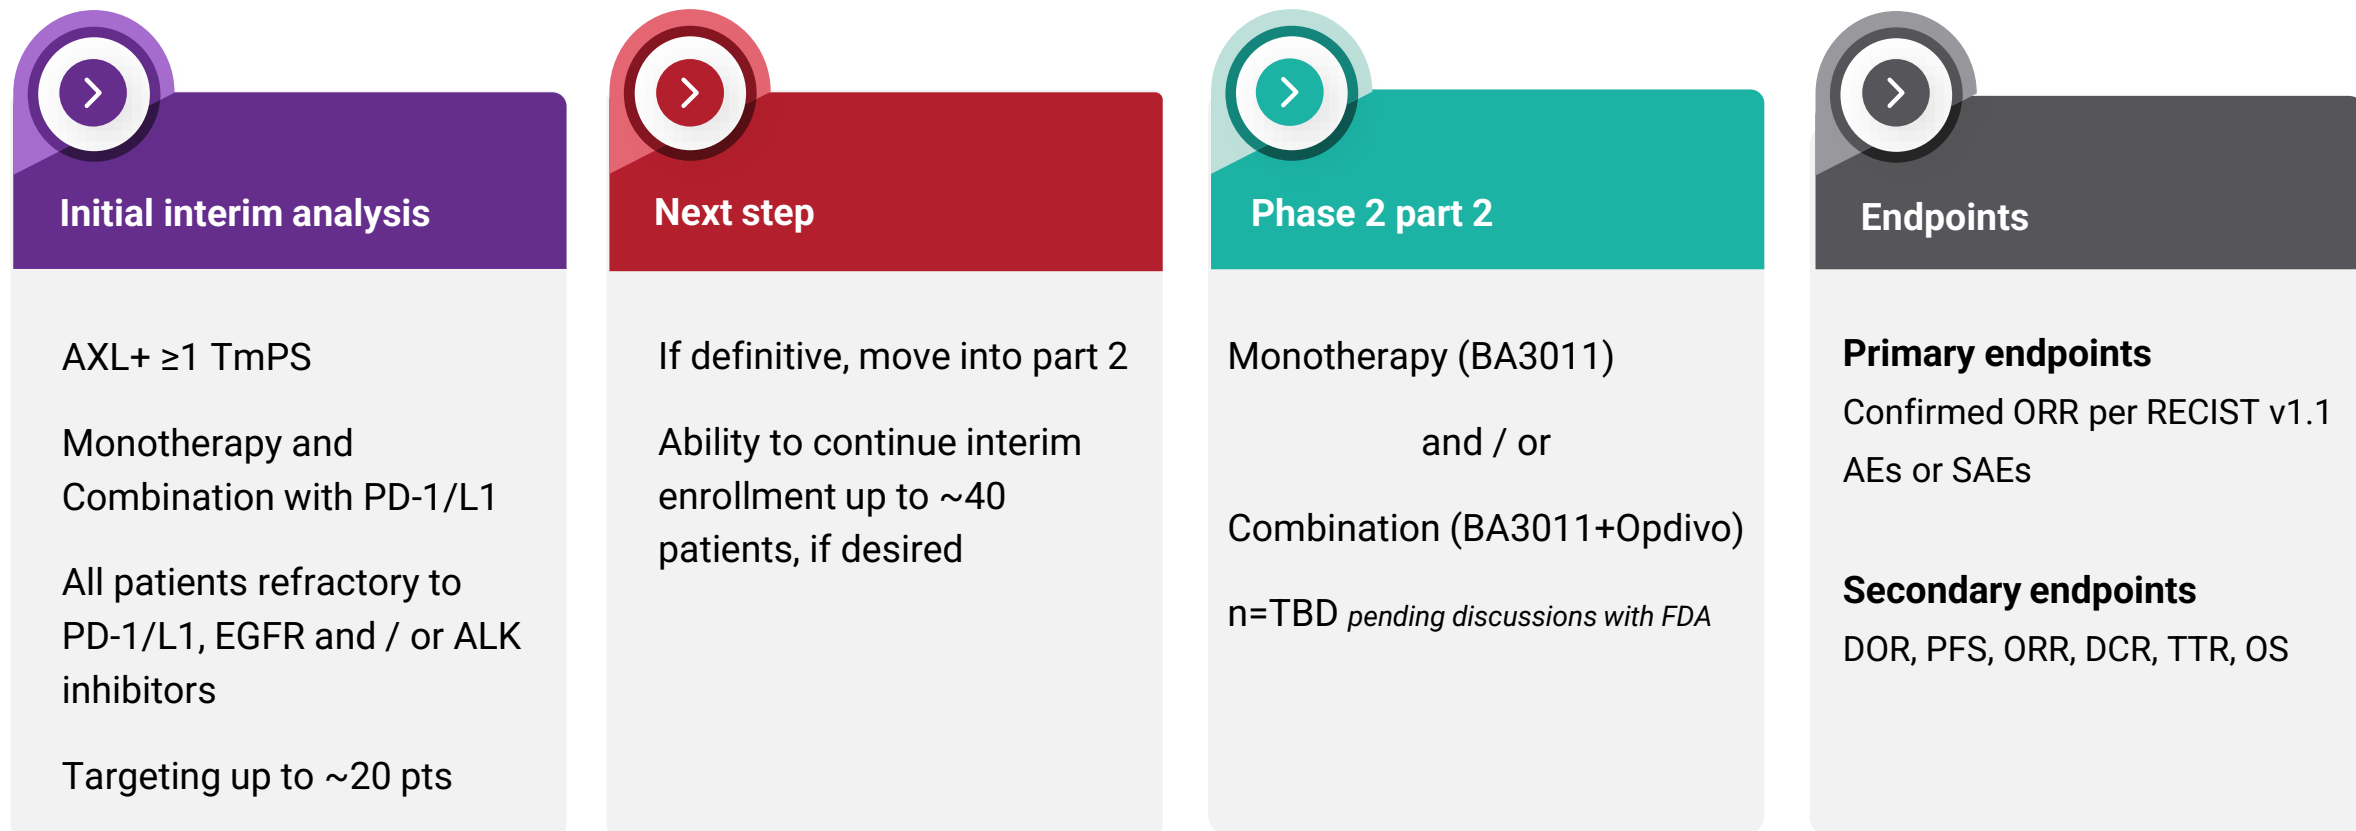 Initial interim analysis
AXL+ ≥1 TmPS
Monotherapy and
Combination with PD-1/L1
All patients refractory to
PD-1/L1, EGFR and / or ALK
inhibitors
Targeting up to ~20 pts
Next step
If definitive, move into part 2
Ability to continue interim
enrollment up to ~40
patients, if desired
Phase 2 part 2
Monotherapy (BA3011)
and / or
Combination (BA3011+Opdivo)
n=TBD pending discussions with FDA
Endpoints
Primary endpoints
Confirmed ORR per RECIST v1.1
AEs or SAEs
Secondary endpoints
DOR, PFS, ORR, DCR, TTR, OS